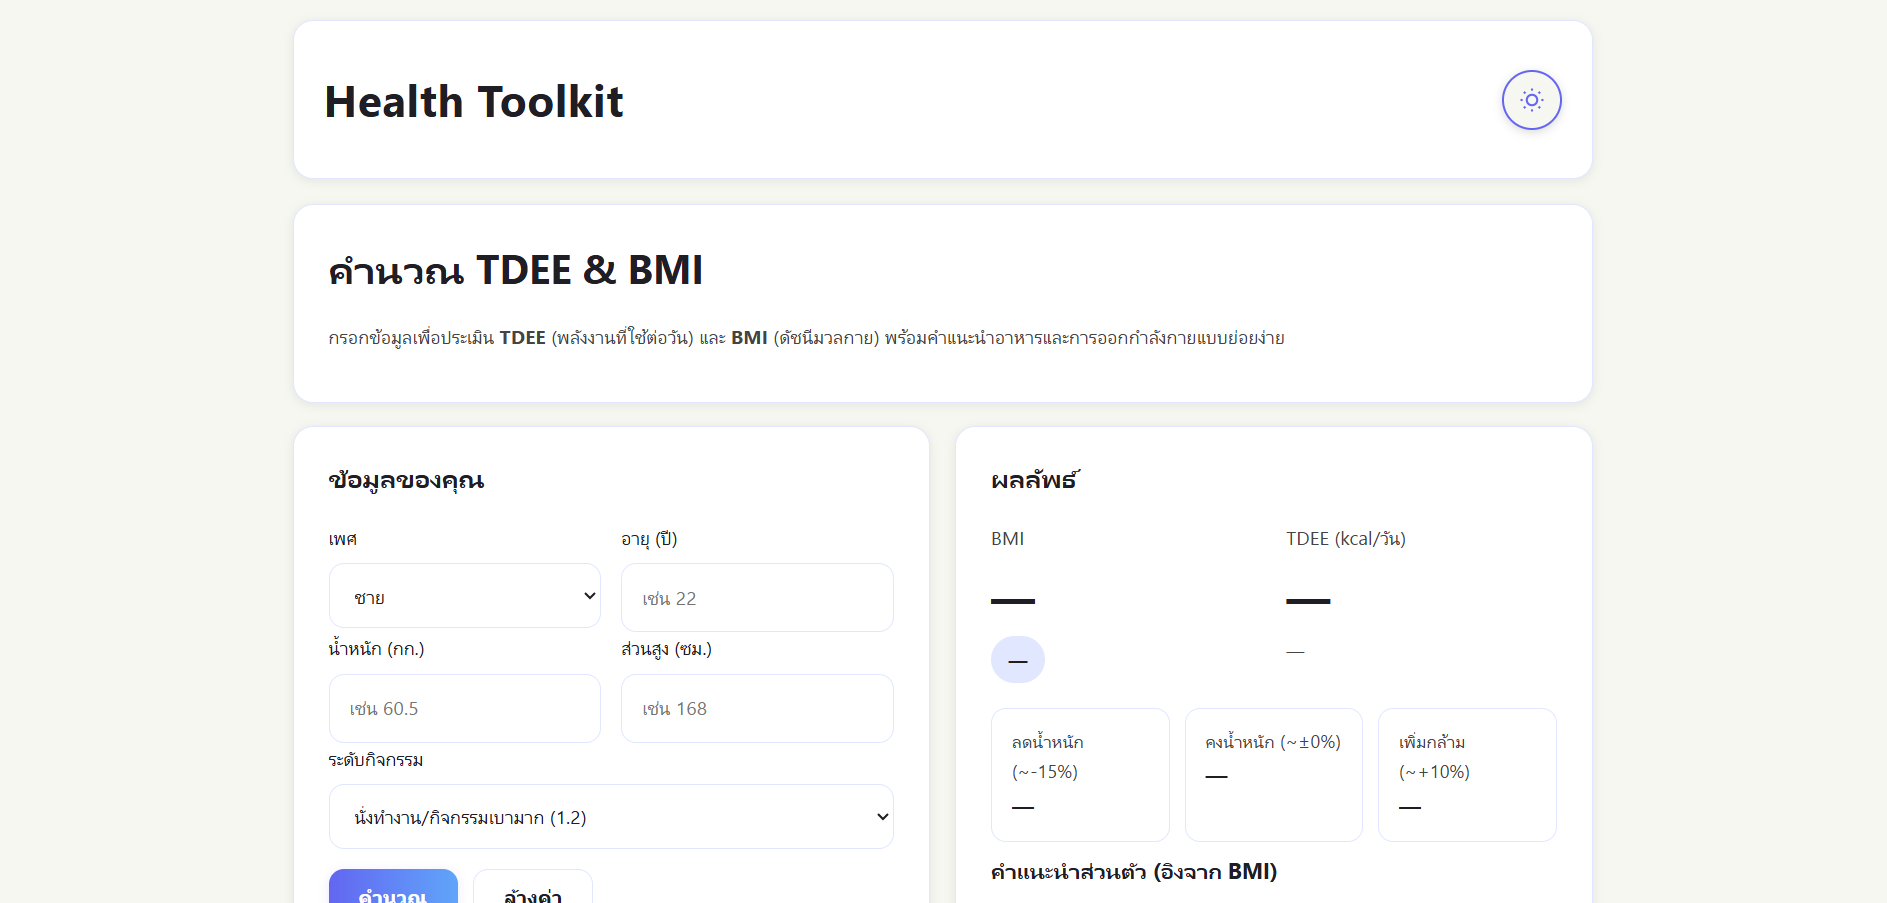 Health Toolkit
คำนวณ TDEE & BMI
กรอกข้อมูลเพื่อประเมิน TDEE (พลังงานที่ใช้ต่อวัน) และ BMI (ดัชนีมวลกาย) พร้อมคำแนะนำอาหารและการออกกำลังกายแบบย่อยง่าย
ข้อมูลของคุณ
เพศ
อายุ (ปี)
ชาย
เช่น 22
น้ำหนัก (กก.)
ส่วนสูง (ซม.)
เช่น 60.5
เช่น 168
ระดับกิจกรรม
นั่งทำงาน/กิจกรรมเบามาก (1.2)
คำนวณ
ล้างค่า
ผลลัพธ์
BMI
TDEE (kcal/วัน)
—
—
—
—
ลดน้ำหนัก
(~-15%)
—
คงน้ำหนัก (~±0%)
—
เพิ่มกล้าม
(~+10%)
—
คำแนะนำส่วนตัว (อิงจาก BMI)